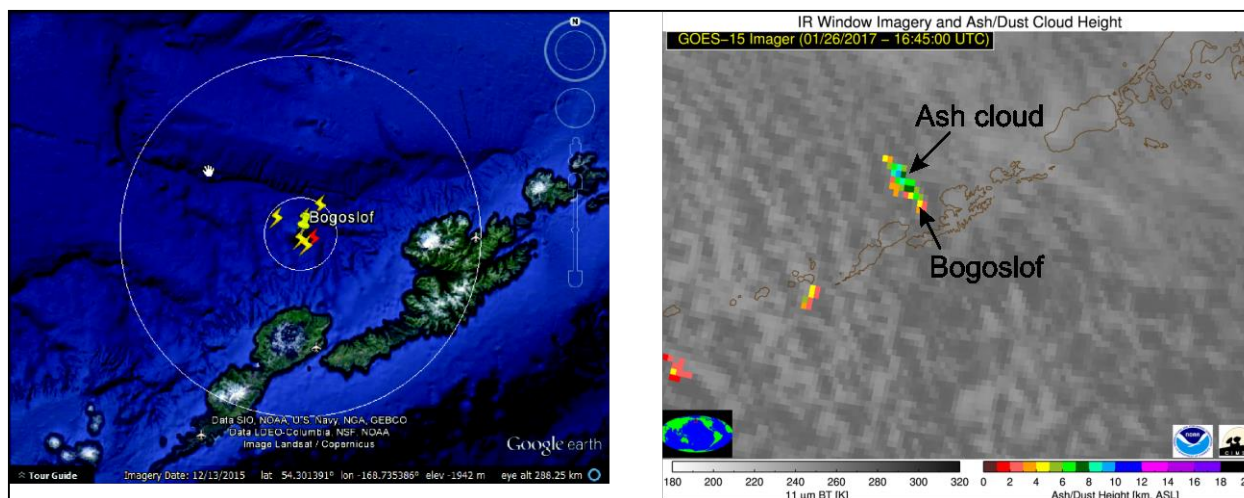 N
Bogoslof
Data SIO, NOAA, U.S. Navy, NGA, GEBCO
Data LDEO-Columbia, NSF, NOAA
Image Landsat / Copernicus
Google earth
Tour Guide
Imagery Date: 12/13/2015 lat 54.301391° lon -168.735386° elev -1942 m eye alt 288.25 km
IR Window Imagery and Ash/Dust Cloud Height
GOES-15 Imager (01/26/2017 - 16:45:00 UTC)
Ash cloud
Bogoslof
NOAA
180 200 220 240 260 280 300 320
11 μm BT [K]
0 2 4 6 8 10 12 14 16 18
Ash/Dust Height [km, ASL]